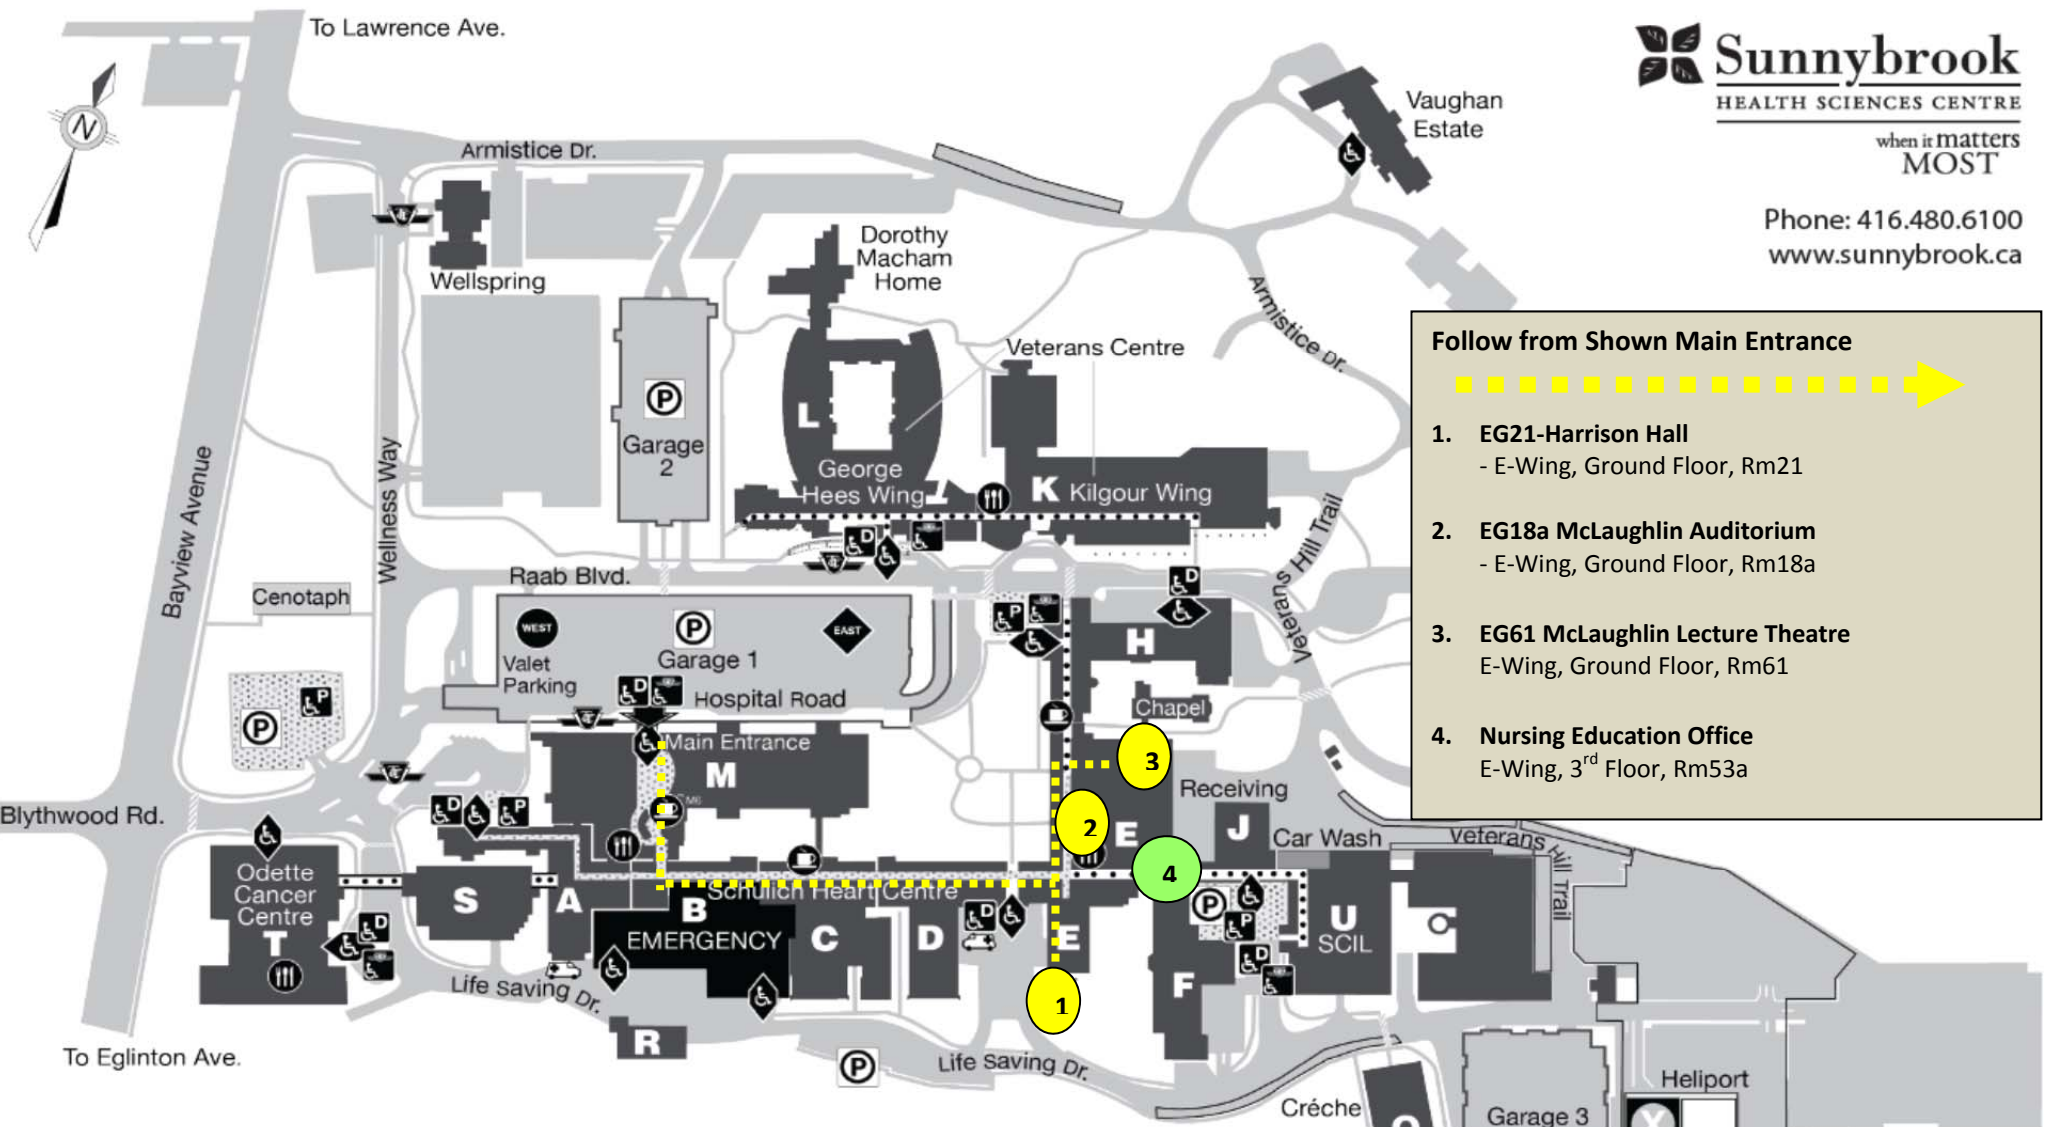 To Lawrence Ave.
Sunnybrook
HEALTH SCIENCES CENTRE
when it matters
MOST
Phone: 416.480.6100
www.sunnybrook.ca
N
Vaughan
Estate
Armistice Dr.
Wellspring
Dorothy
Macham
Home
Armistice Dr.
Veterans Centre
Follow from Shown Main Entrance
1. EG21-Harrison Hall
- E-Wing, Ground Floor, Rm21
2. EG18a McLaughlin Auditorium
- E-Wing, Ground Floor, Rm18a
3. EG61 McLaughlin Lecture Theatre
E-Wing, Ground Floor, Rm61
4. Nursing Education Office
E-Wing, 3rd Floor, Rm53a
P
Garage
2
L
George
Hees Wing
K Kilgour Wing
Bayview Avenue
Wellness Way
Veterans Hill Trail
D
Raab Blvd.
Cenotaph
WEST
P
EAST
Valet
Parking
Garage 1
D
Hospital Road
P
D
H
Chapel
P
P
Main Entrance
M
3
Receiving
Blythwood Rd.
D
P
2
E
J
Car Wash
Veterans Hill Trail
4
Odette
Cancer
Centre
T
D
S
A
Schulich Heart Centre
B
EMERGENCY
C
D
D
E
P
P
D
U
SCIL
F
1
Life Saving Dr.
R
P
Life Saving Dr.
To Eglinton Ave.
Créche
Garage 3
Heliport